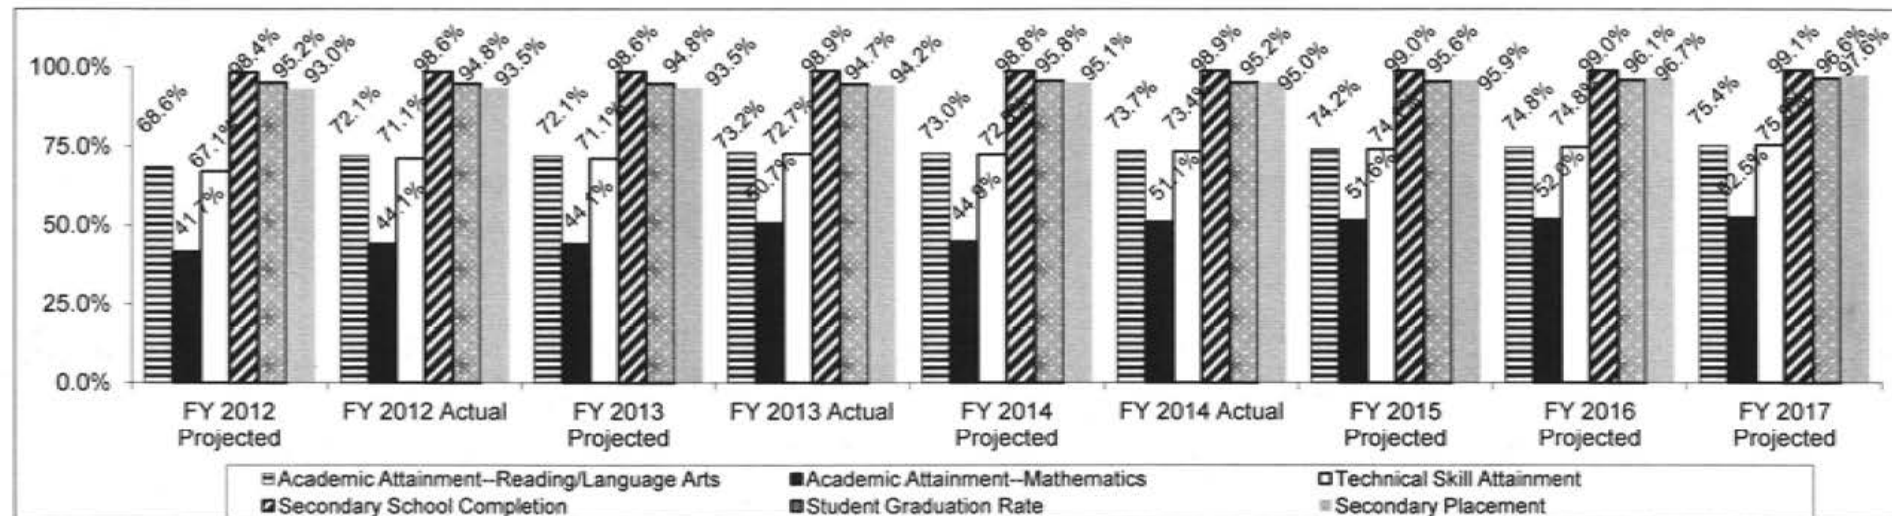 68.6% 41.7% 67.1% 98.4% 95.2% 93.0%
72.1% 44.1% 71.1% 98.6% 94.8% 93.5%
72.1% 44.1% 71.1% 98.6% 94.8% 93.5%
73.2% 50.7% 72.7% 98.9% 94.7% 94.2%
73.0% 44.9% 98.8% 95.8% 95.1%
73.7% 51.1% 73.4% 98.9% 95.2% 95.0%
74.2% 51.6% 99.0% 95.6% 95.9%
74.8% 52.0% 74.8% 99.0% 96.1% 96.7%
75.4% 99.1% 96.6% 97.6%
100.0%
75.0%
50.0%
25.0%
0.0%
FY 2012 Projected
FY 2012 Actual
FY 2013 Projected
FY 2013 Actual
FY 2014 Projected
FY 2014 Actual
FY 2015 Projected
FY 2016 Projected
FY 2017 Projected
Academic Attainment--Reading/Language Arts
Academic Attainment--Mathematics
Technical Skill Attainment
Secondary School Completion
Student Graduation Rate
Secondary Placement